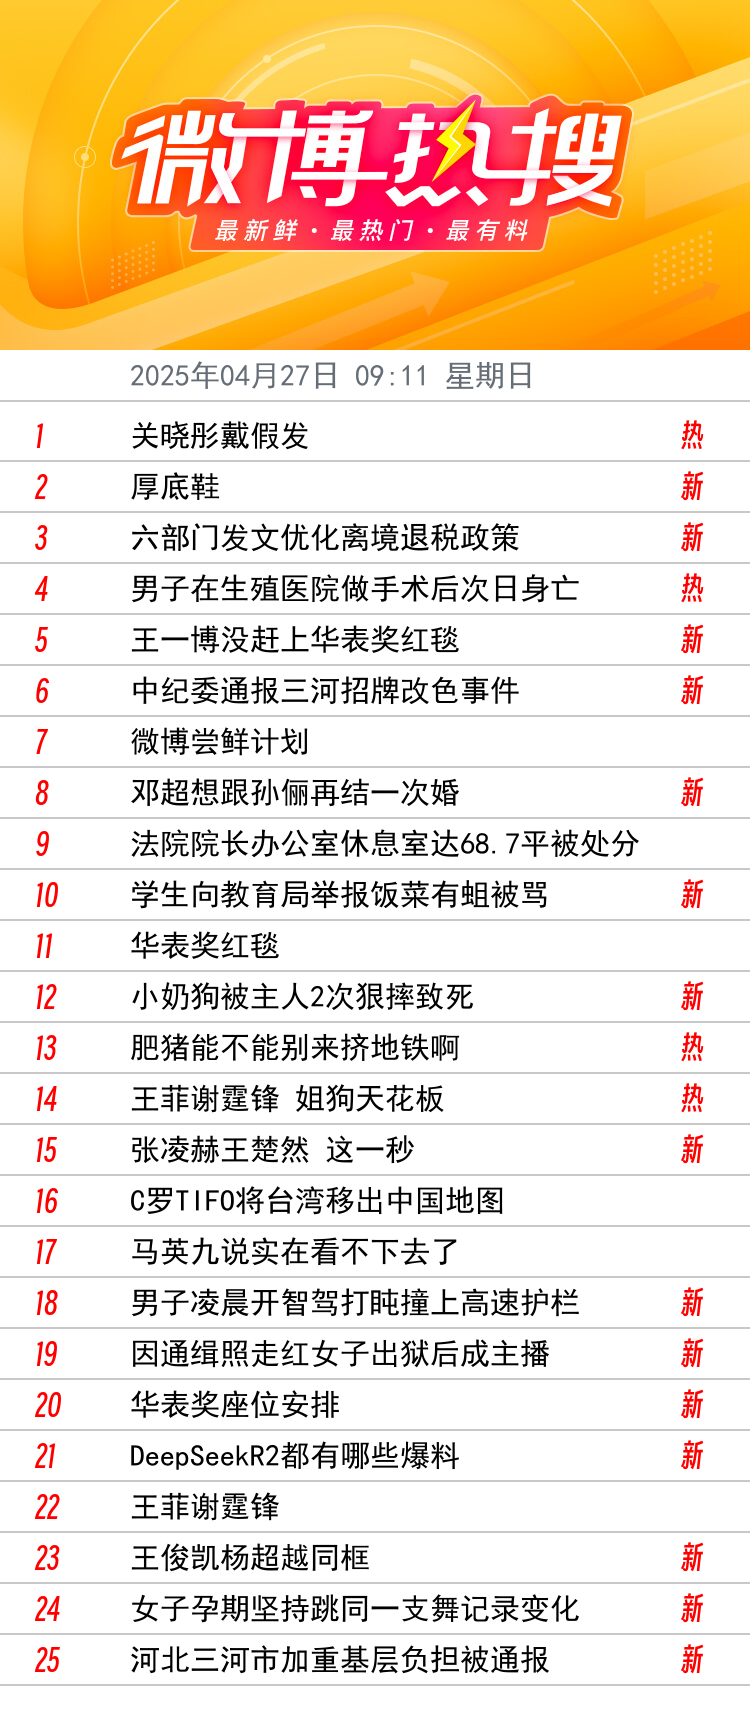 微博热搜
最新鲜·最热门·最有料
2025年04月27日 09:11 星期日
1 关晓彤戴假发 热
2 厚底鞋 新
3 六部门发文优化离境退税政策 新
4 男子在生殖医院做手术后次日身亡 热
5 王一博没赶上华表奖红毯 新
6 中纪委通报三河招牌改色事件 新
7 微博尝鲜计划
8 邓超想跟孙俪再结一次婚 新
9 法院院长办公室休息室达68.7平被处分
10 学生向教育局举报饭菜有蛆被骂 新
11 华表奖红毯
12 小奶狗被主人2次狠摔致死 新
13 肥猪能不能别来挤地铁啊 热
14 王菲谢霆锋 姐狗天花板 热
15 张凌赫王楚然 这一秒 新
16 C罗TIFO将台湾移出中国地图
17 马英九说实在看不下去了
18 男子凌晨开智驾打盹撞上高速护栏 新
19 因通缉照走红女子出狱后成主播 新
20 华表奖座位安排 新
21 DeepSeekR2都有哪些爆料 新
22 王菲谢霆锋
23 王俊凯杨超越同框 新
24 女子孕期坚持跳同一支舞记录变化 新
25 河北三河市加重基层负担被通报 新